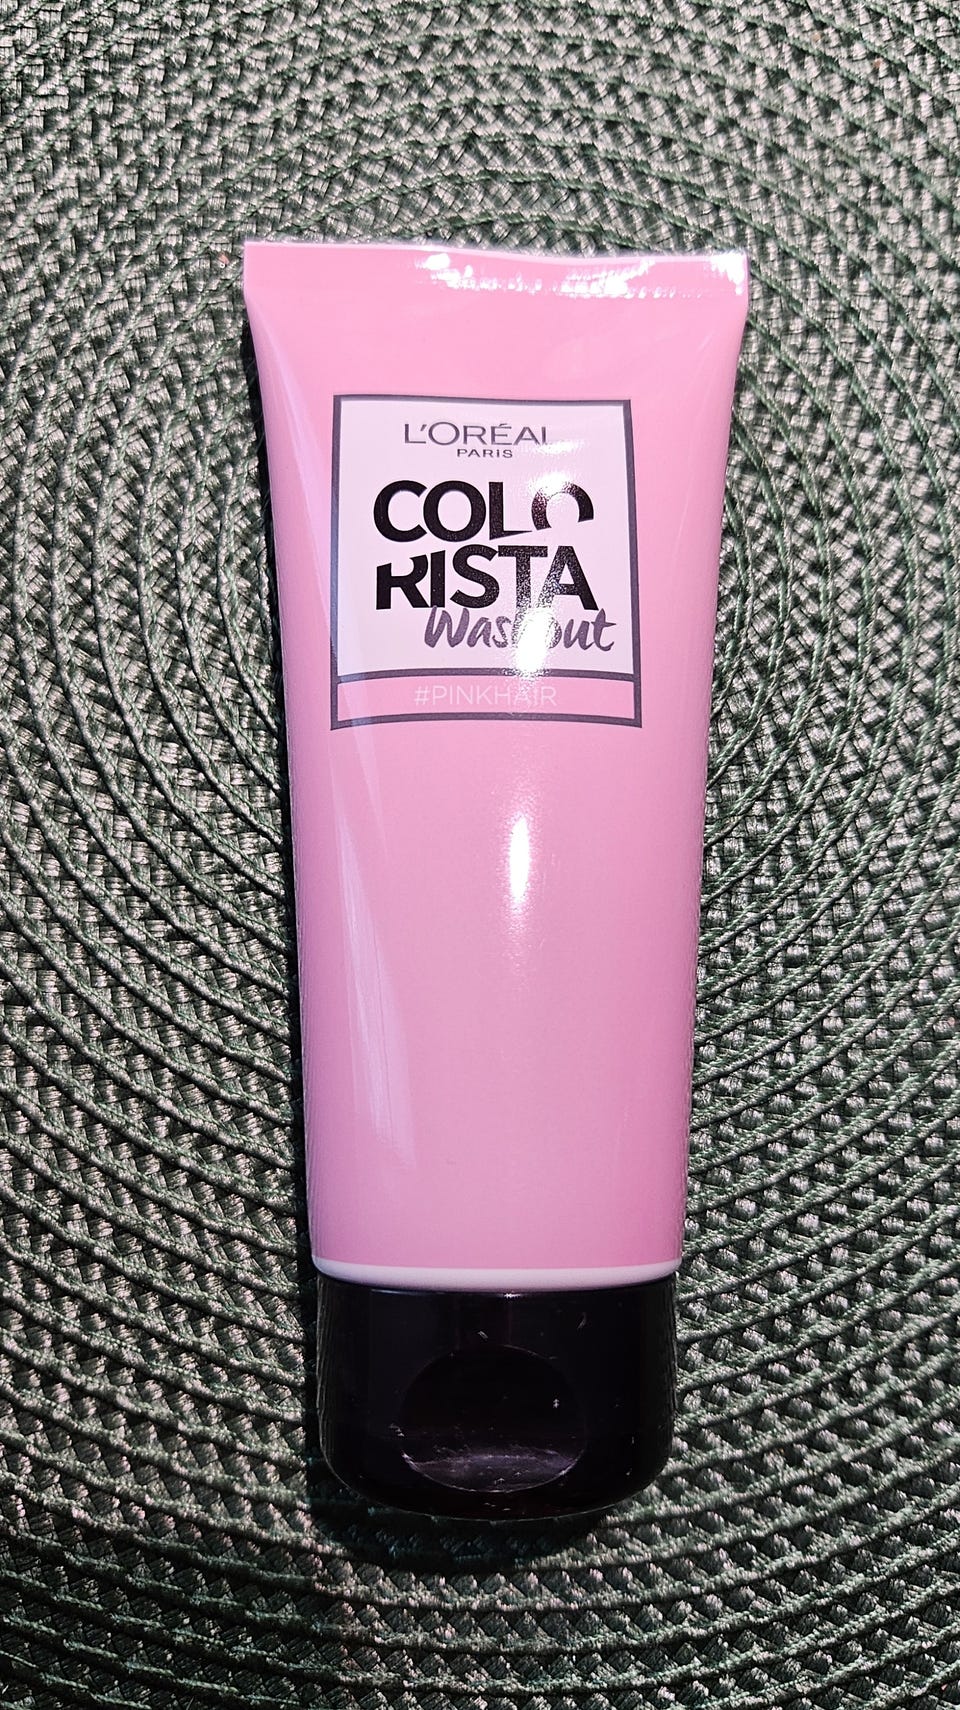 L'ORÉAL
PARIS
COLO
RISTA
Washout
#PINKHAIR